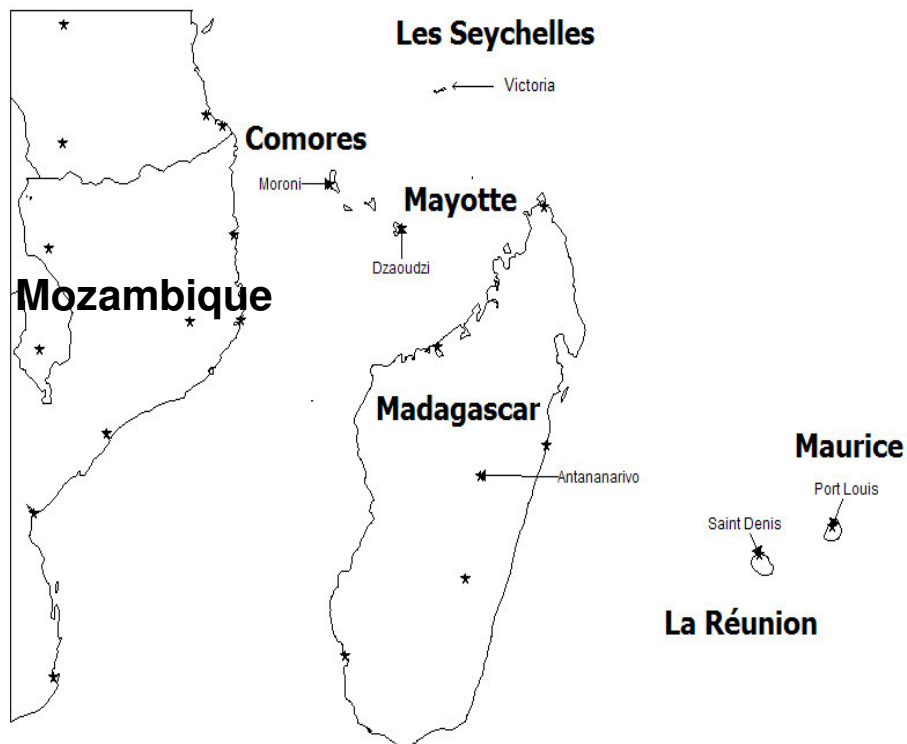 Les Seychelles
Victoria
Comores
Moroni
Mayotte
Dzaoudzi
Mozambique
Madagascar
Antananarivo
Maurice
Port Louis
Saint Denis
La Réunion